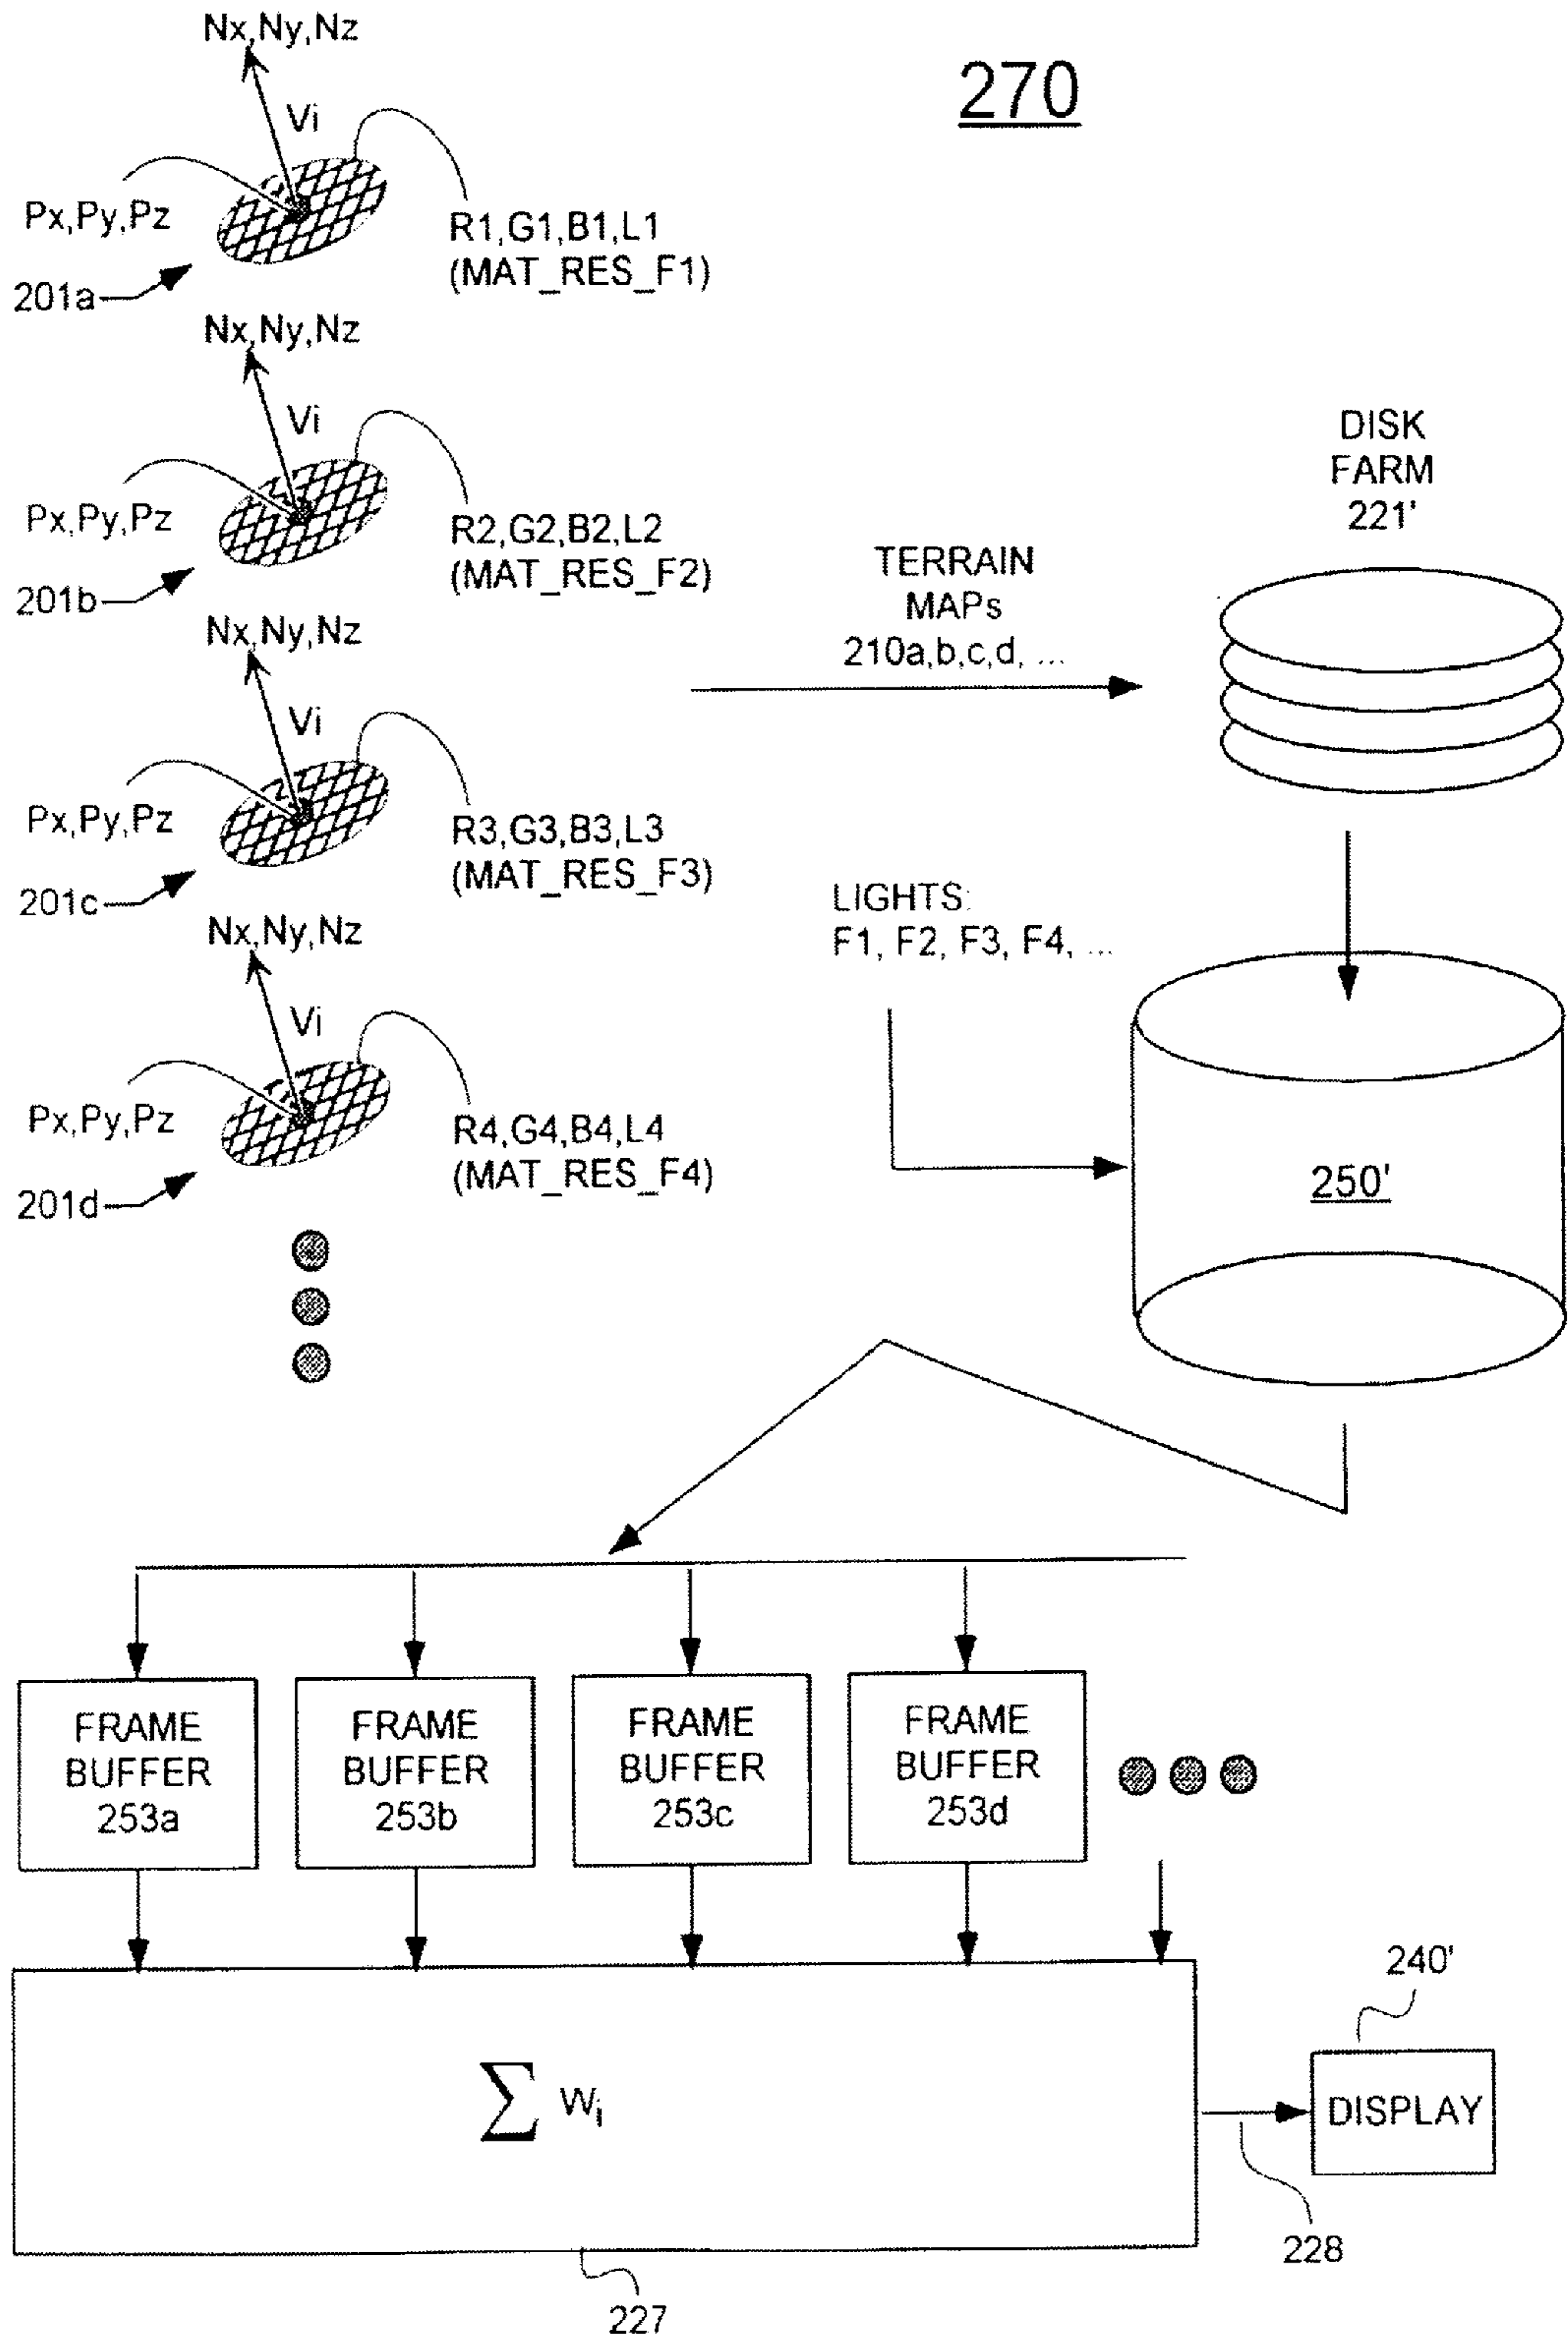 270
Nx,Ny,Nz
Vi
Px,Py,Pz
R1,G1,B1,L1
(MAT_RES_F1)
201a
Nx,Ny,Nz
Vi
Px,Py,Pz
R2,G2,B2,L2
(MAT_RES_F2)
201b
Nx,Ny,Nz
Vi
Px,Py,Pz
R3,G3,B3,L3
(MAT_RES_F3)
201c
Nx,Ny,Nz
Vi
Px,Py,Pz
R4,G4,B4,L4
(MAT_RES_F4)
201d
TERRAIN
MAPs
210a,b,c,d, ...
DISK
FARM
221'
LIGHTS:
F1, F2, F3, F4, ...
250'
FRAME
BUFFER
253a
FRAME
BUFFER
253b
FRAME
BUFFER
253c
FRAME
BUFFER
253d
∑ Wi
240'
DISPLAY
228
227